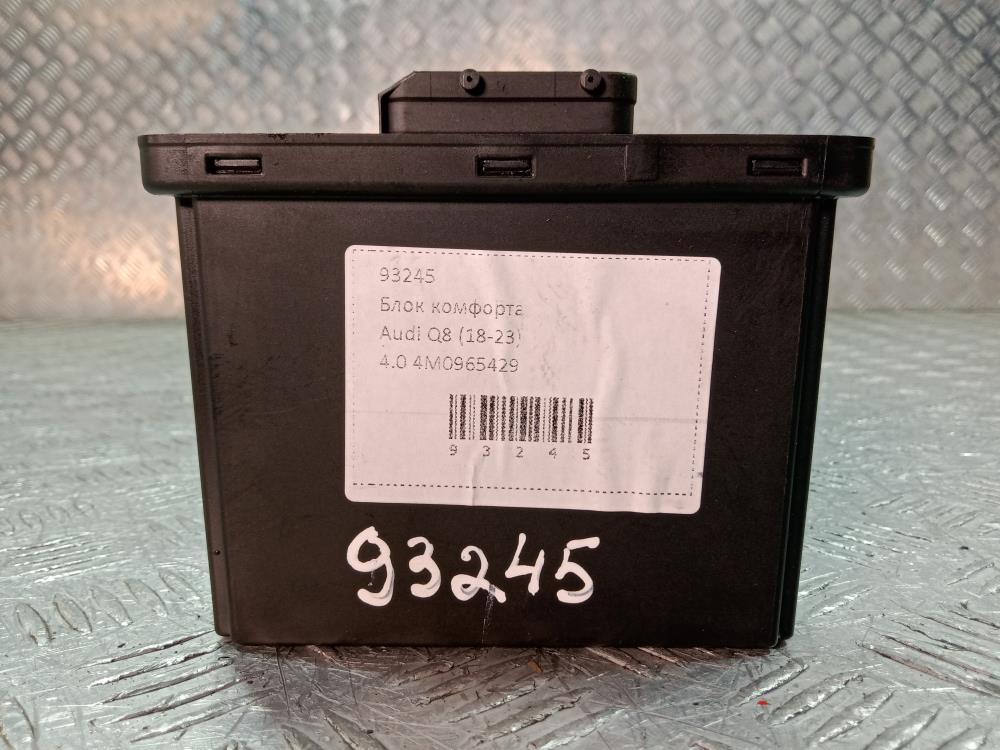 93245
Блок комфорта
Audi Q8 (18-23)
4.0 4M0965429
9 3 2 4 5
93245